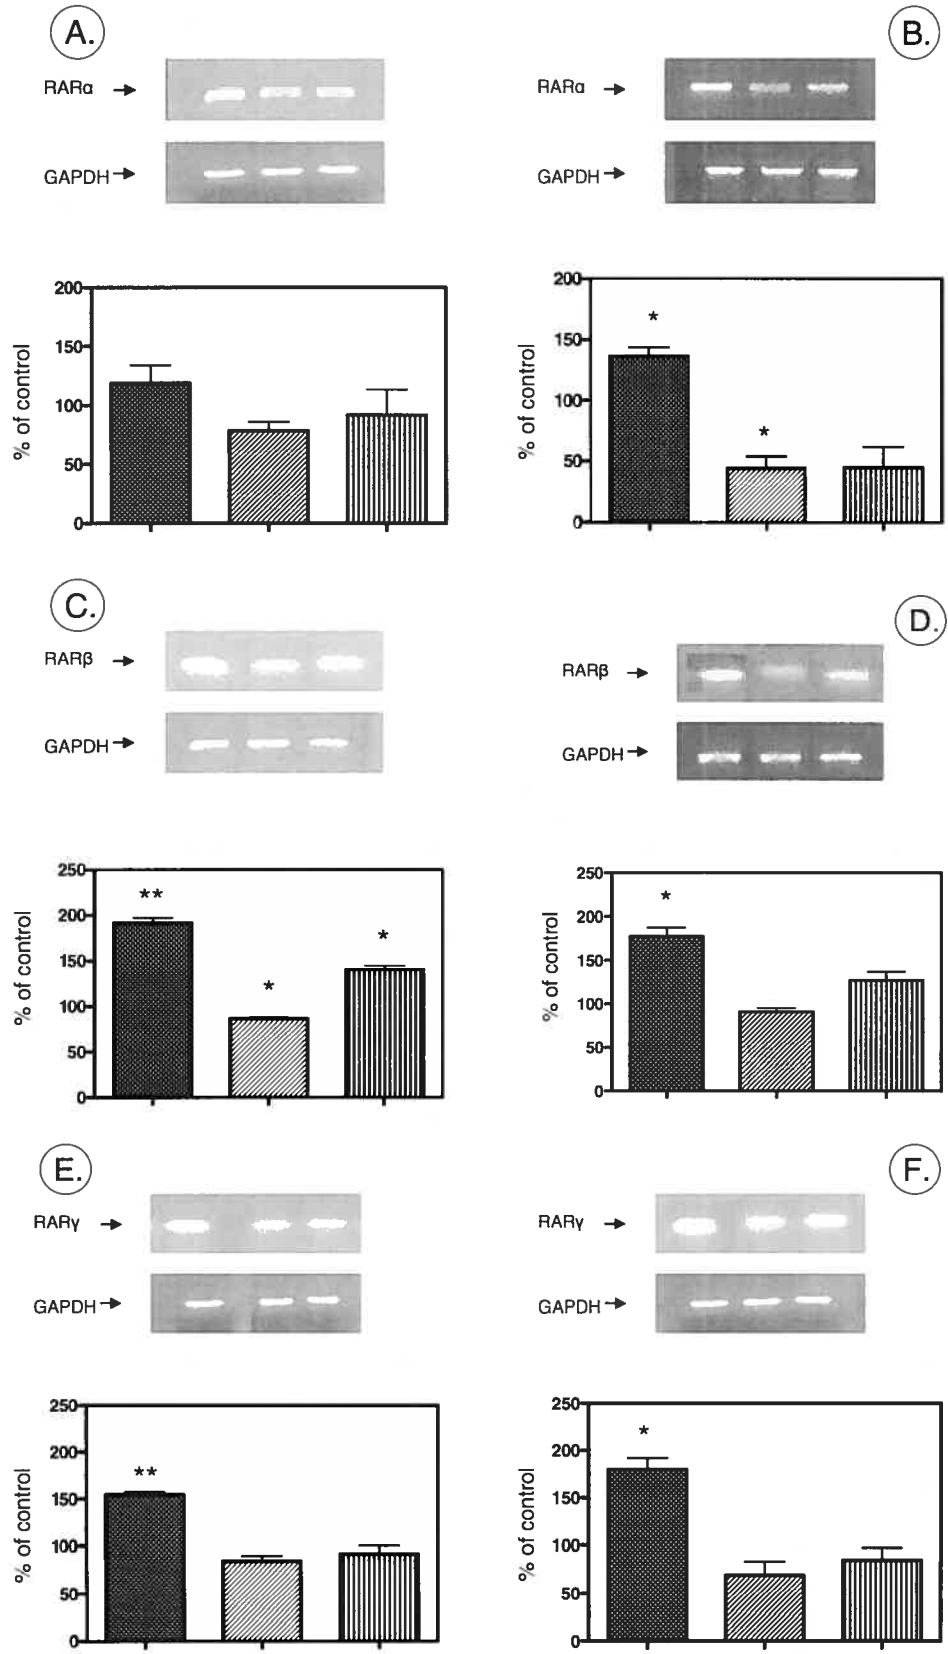 A.
RARα
GAPDH
% of control
200
150
100
50
0
B.
RARα
GAPDH
% of control
200
150
100
50
0
*
*
C.
RARβ
GAPDH
% of control
250
200
150
100
50
0
**
*
*
D.
RARβ
GAPDH
% of control
250
200
150
100
50
0
*
E.
RARγ
GAPDH
% of control
250
200
150
100
50
0
**
F.
RARγ
GAPDH
% of control
250
200
150
100
50
0
*